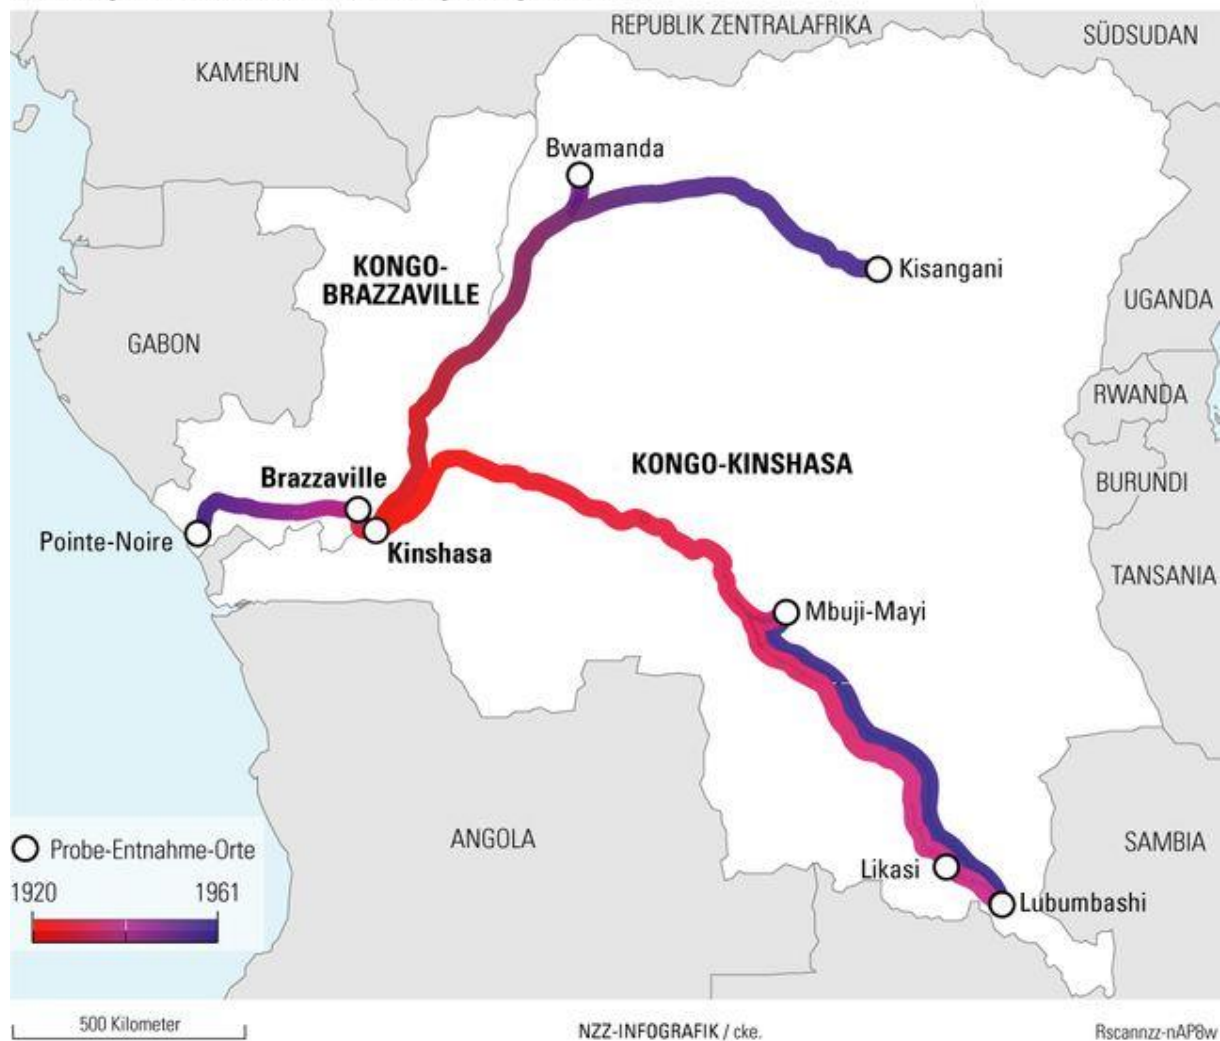 REPUBLIK ZENTRALAFRIKA
SÜDSUDAN
KAMERUN
Bwamanda
KONGO-
BRAZZAVILLE
Kisangani
UGANDA
GABON
RWANDA
KONGO-KINSHASA
Brazzaville
BURUNDI
Pointe-Noire
Kinshasa
TANSANIA
Mbuji-Mayi
ANGOLA
SAMBIA
Probe-Entnahme-Orte
Likasi
1920 1961
Lubumbashi
500 Kilometer
NZZ-INFOGRAFIK / cke.
Rscannzz-nAP8w